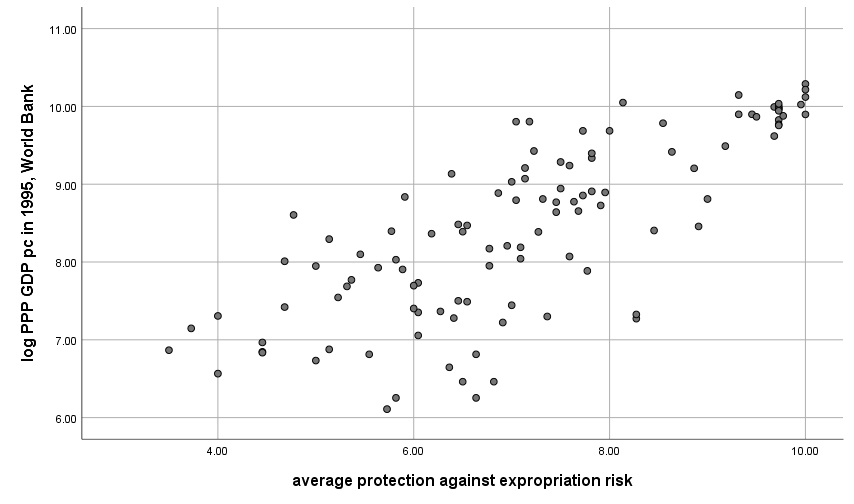 11.00
10.00
9.00
8.00
7.00
6.00
log PPP GDP pc in 1995, World Bank
4.00 6.00 8.00 10.00
average protection against expropriation risk